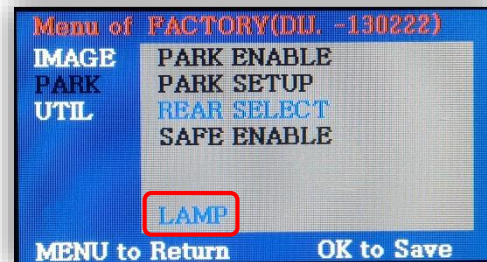 Menu of FACTORY(DIJ. -130222)
IMAGE PARK ENABLE
PARK PARK SETUP
UTIL REAR SELECT
SAFE ENABLE
LAMP
MENU to Return OK to Save